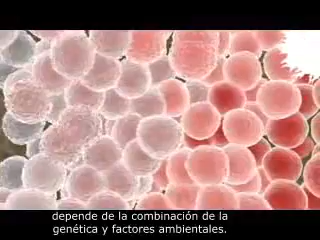 depende de la combinación de la
genética y factores ambientales.